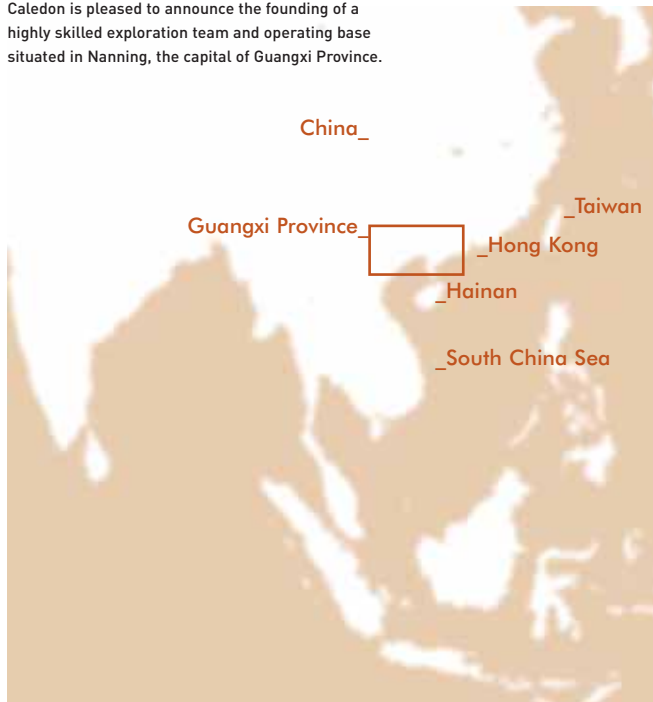 Caledon is pleased to announce the founding of a
highly skilled exploration team and operating base
situated in Nanning, the capital of Guangxi Province.
China_
_Taiwan
Guangxi Province_
_Hong Kong
_Hainan
_South China Sea